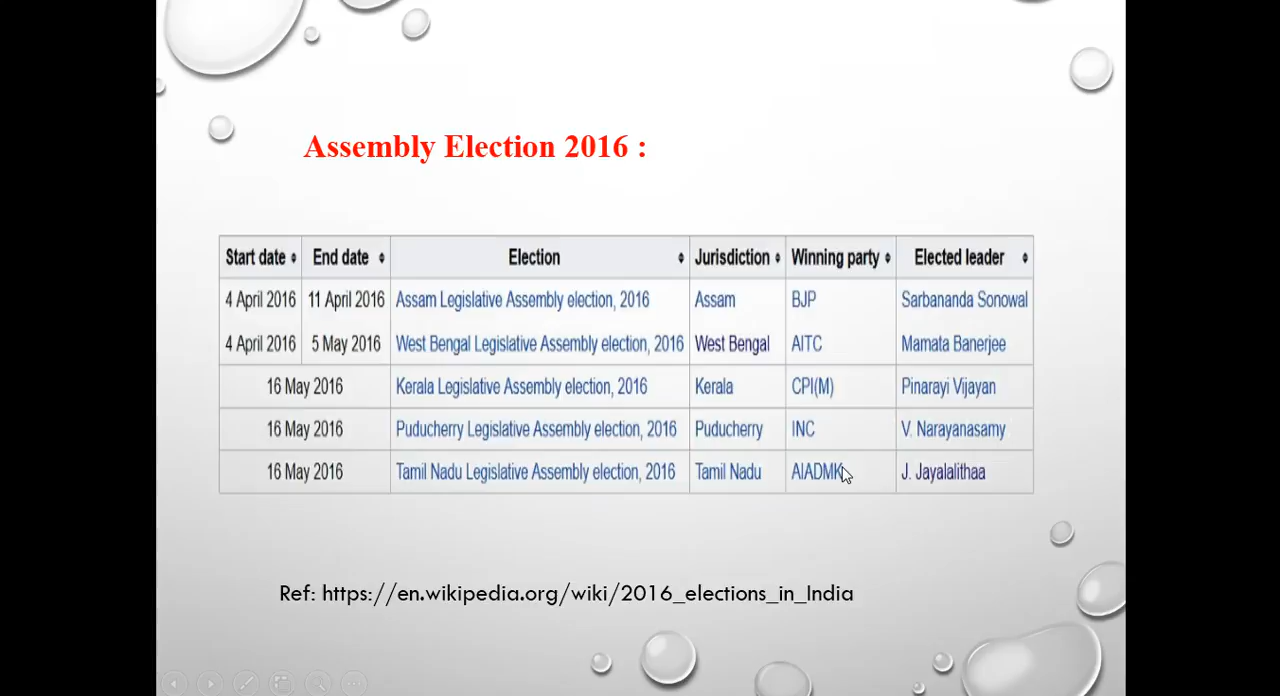 Assembly Election 2016 :
Start date End date Election Jurisdiction Winning party Elected leader
4 April 2016 11 April 2016 Assam Legislative Assembly election, 2016 Assam BJP Sarbananda Sonowal
4 April 2016 5 May 2016 West Bengal Legislative Assembly election, 2016 West Bengal AITC Mamata Banerjee
16 May 2016 Kerala Legislative Assembly election, 2016 Kerala CPI(M) Pinarayi Vijayan
16 May 2016 Puducherry Legislative Assembly election, 2016 Puducherry INC V. Narayanasamy
16 May 2016 Tamil Nadu Legislative Assembly election, 2016 Tamil Nadu AIADMK J. Jayalalithaa
Ref: https://en.wikipedia.org/wiki/2016_elections_in_India